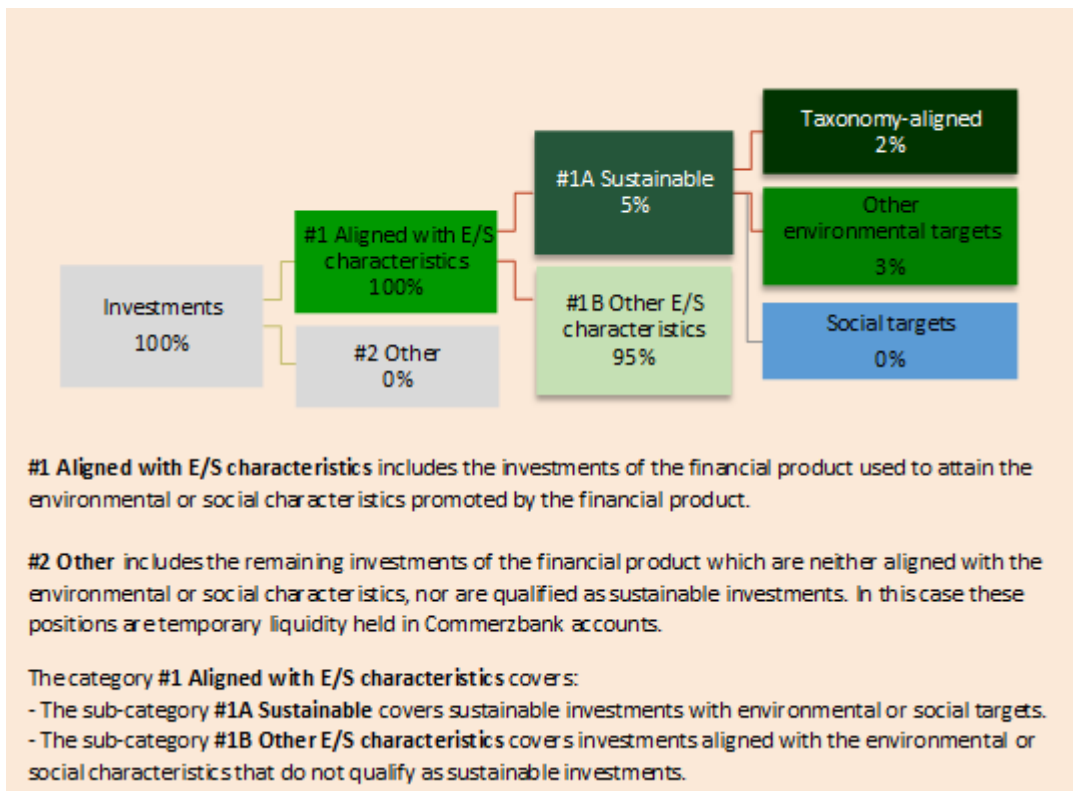 Investments
100%
#1 Aligned with E/S
characteristics
100%
#2 Other
0%
#1A Sustainable
5%
#1B Other E/S
characteristics
95%
Taxonomy-aligned
2%
Other
environmental targets
3%
Social targets
0%
#1 Aligned with E/S characteristics includes the investments of the financial product used to attain the
environmental or social characteristics promoted by the financial product.
#2 Other includes the remaining investments of the financial product which are neither aligned with the
environmental or social characteristics, nor are qualified as sustainable investments. In this case these
positions are temporary liquidity held in Commerzbank accounts.
The category #1 Aligned with E/S characteristics covers:
- The sub-category #1A Sustainable covers sustainable investments with environmental or social targets.
- The sub-category #1B Other E/S characteristics covers investments aligned with the environmental or
social characteristics that do not qualify as sustainable investments.